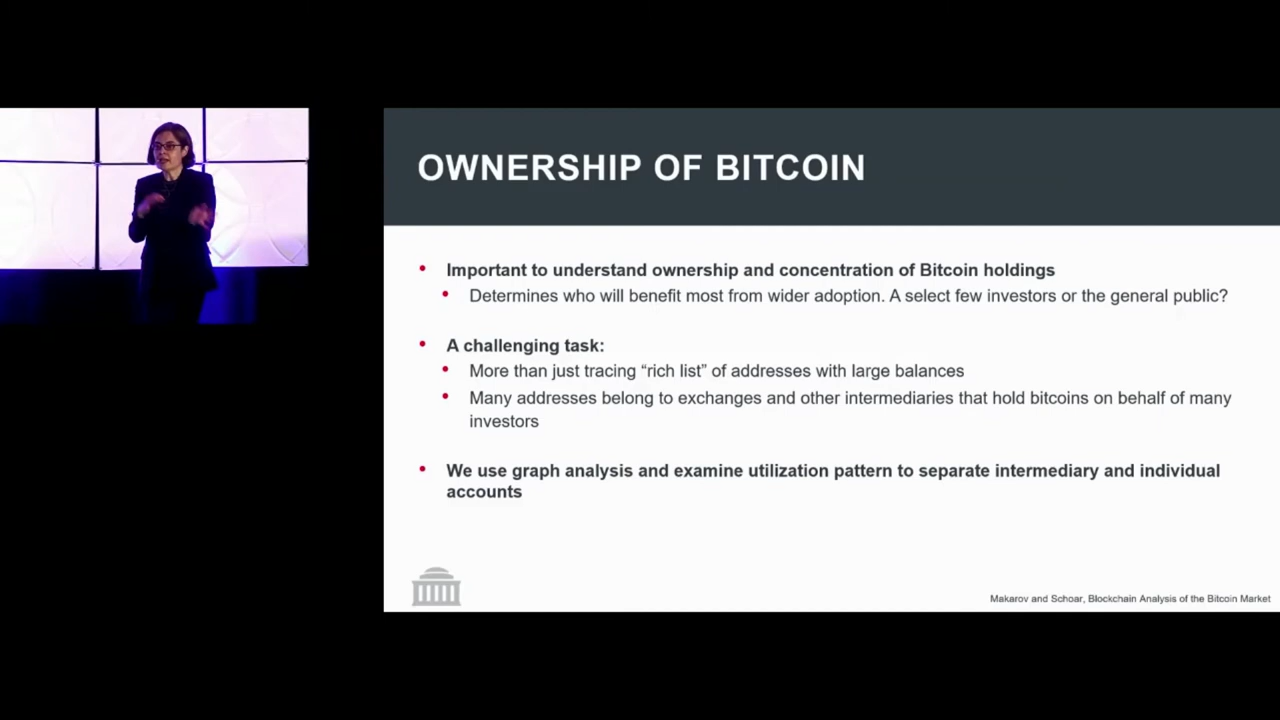 OWNERSHIP OF BITCOIN
• Important to understand ownership and concentration of Bitcoin holdings
• Determines who will benefit most from wider adoption. A select few investors or the general public?
• A challenging task:
• More than just tracing “rich list” of addresses with large balances
• Many addresses belong to exchanges and other intermediaries that hold bitcoins on behalf of many
investors
• We use graph analysis and examine utilization pattern to separate intermediary and individual
accounts
Makarov and Schoar, Blockchain Analysis of the Bitcoin Market